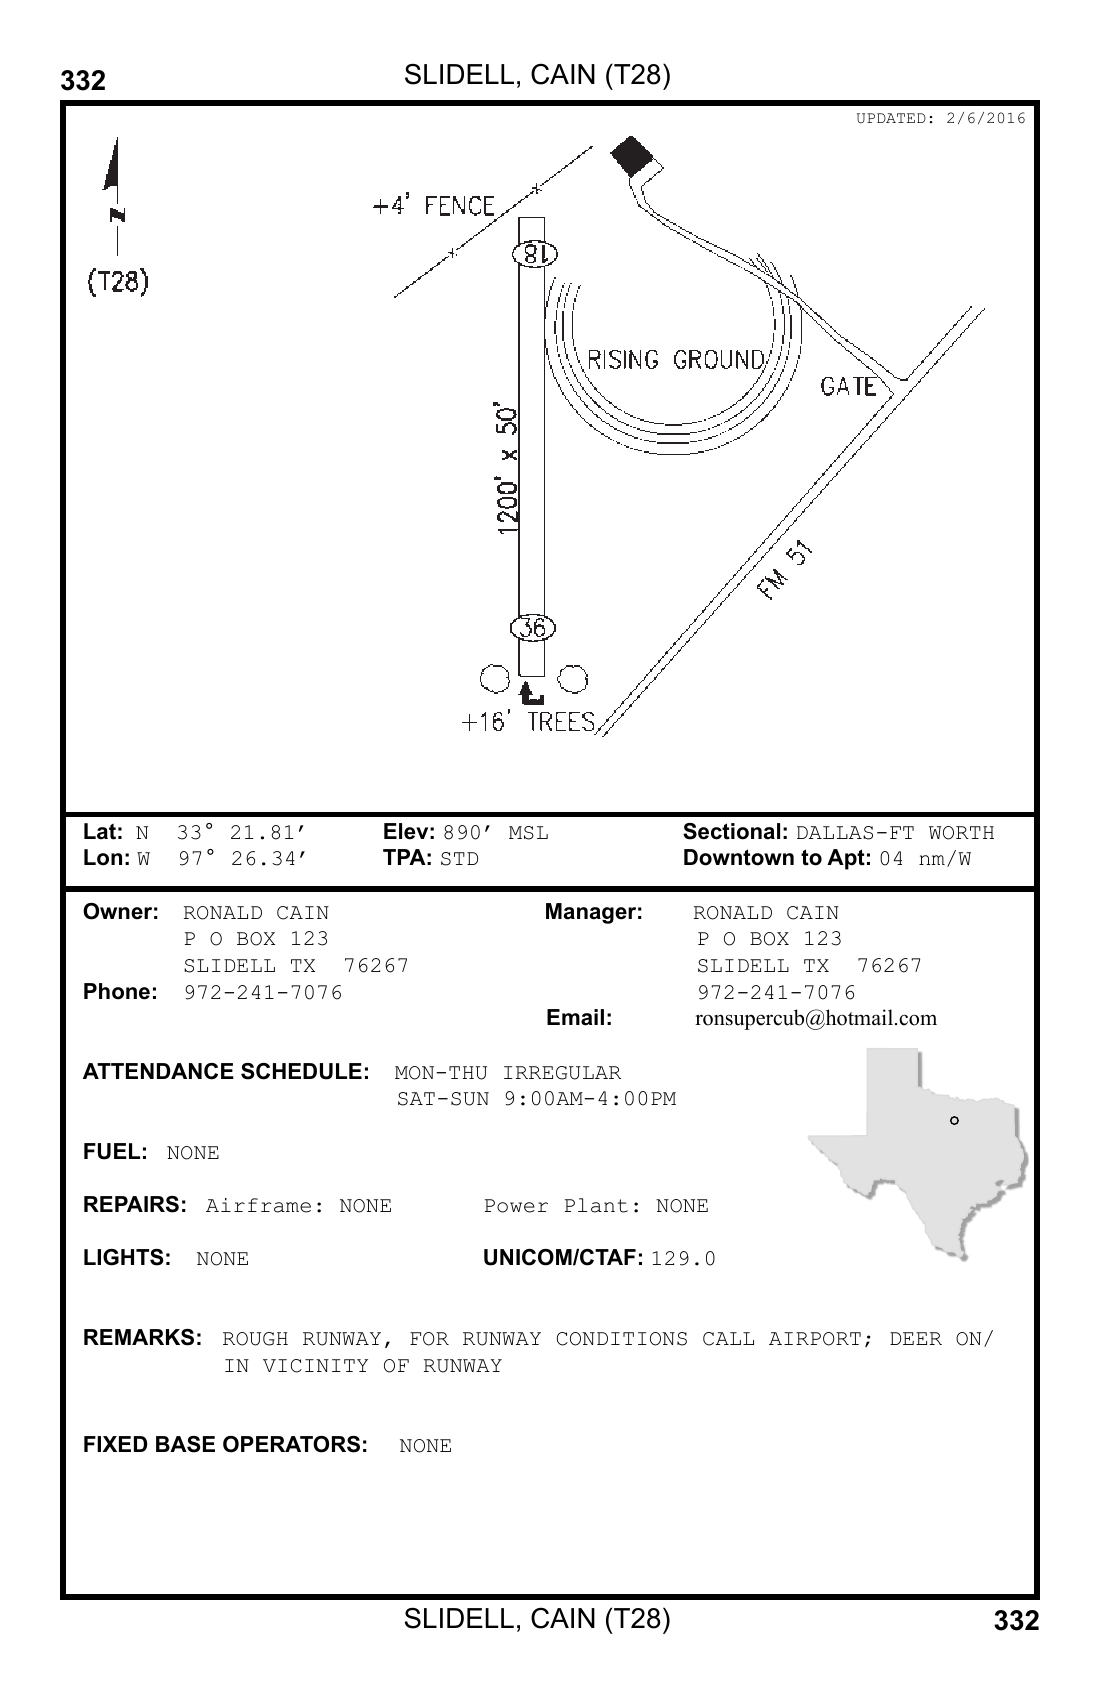 332
SLIDELL, CAIN (T28)
UPDATED: 2/6/2016
+4' FENCE
N
(T28)
18
RISING GROUND
GATE
1200' x 50'
FM 51
36
+16' TREES
Lat: N 33° 21.81′ Elev: 890′ MSL Sectional: DALLAS-FT WORTH
Lon: W 97° 26.34′ TPA: STD Downtown to Apt: 04 nm/W
Owner: RONALD CAIN Manager: RONALD CAIN
P O BOX 123 P O BOX 123
SLIDELL TX 76267 SLIDELL TX 76267
Phone: 972-241-7076 972-241-7076
Email: ronsupercub@hotmail.com
ATTENDANCE SCHEDULE: MON-THU IRREGULAR
SAT-SUN 9:00AM-4:00PM
FUEL: NONE
REPAIRS: Airframe: NONE Power Plant: NONE
LIGHTS: NONE UNICOM/CTAF: 129.0
REMARKS: ROUGH RUNWAY, FOR RUNWAY CONDITIONS CALL AIRPORT; DEER ON/
IN VICINITY OF RUNWAY
FIXED BASE OPERATORS: NONE
SLIDELL, CAIN (T28)
332